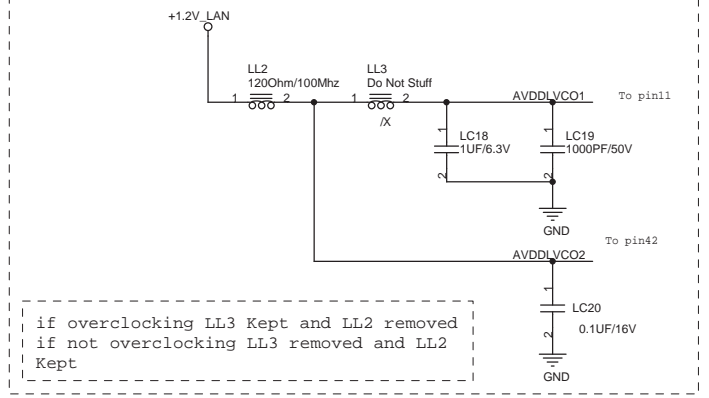 +1.2V_LAN
LL2
120Ohm/100Mhz
LL3
Do Not Stuff
1
2
1
2
/X
AVDDLVCO1
To pin11
1
LC18
1UF/6.3V
2
1
LC19
1000PF/50V
2
GND
To pin42
AVDDLVCO2
1
LC20
0.1UF/16V
2
GND
if overclocking LL3 Kept and LL2 removed
if not overclocking LL3 removed and LL2
Kept